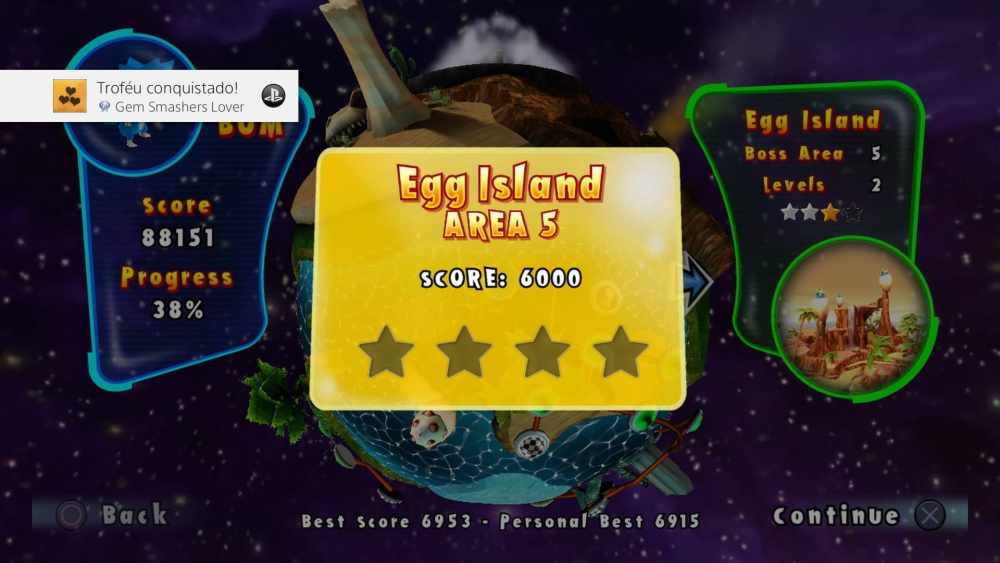 Troféu conquistado!
Gem Smashers Lover
BOM
Score
88151
Progress
38%
Egg Island
AREA 5
SCORE: 6000
Egg Island
Boss Area 5
Levels 2
Back
Best Score 6953 - Personal Best 6915
Continue